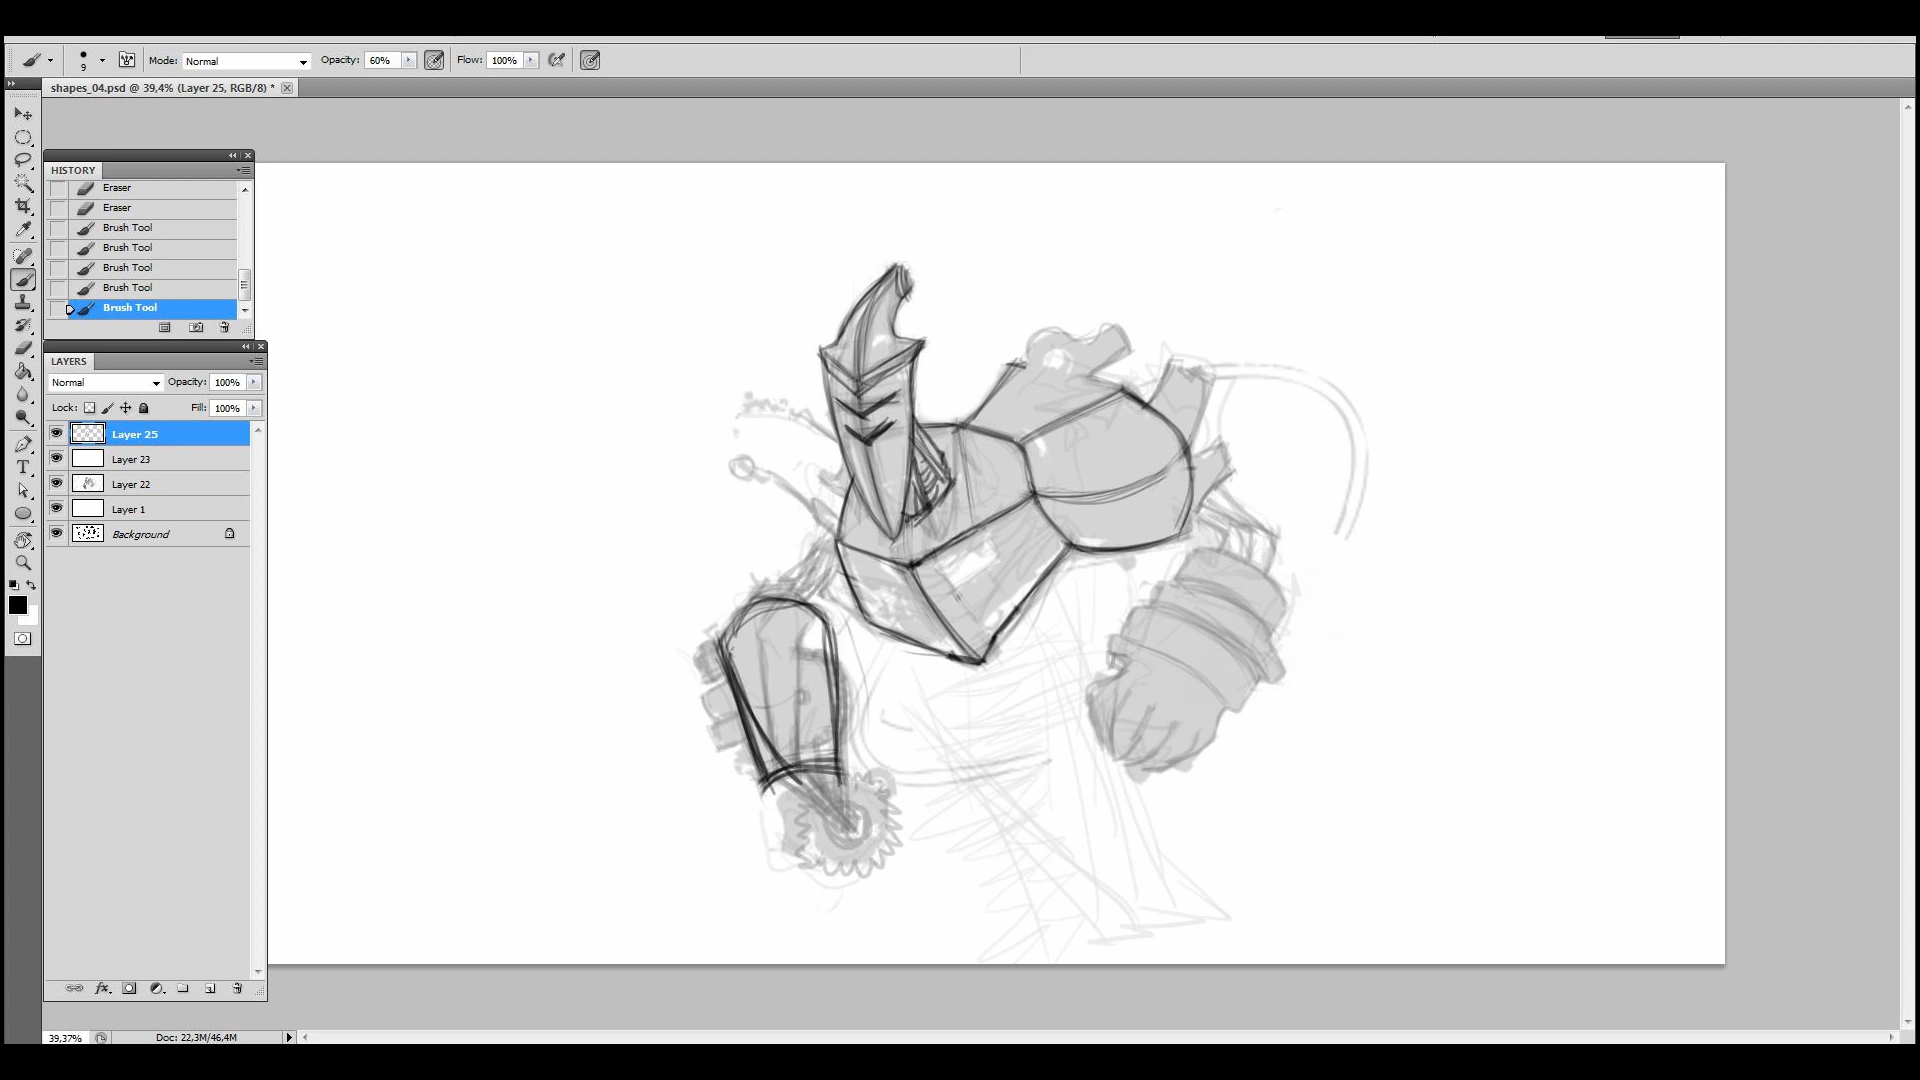 9
Mode: Normal
Opacity: 60%
Flow: 100%
shapes_04.psd @ 39,4% (Layer 25, RGB/8) *
HISTORY
Eraser
Eraser
Brush Tool
Brush Tool
Brush Tool
Brush Tool
Brush Tool
LAYERS
Normal
Opacity: 100%
Lock:
Fill: 100%
Layer 25
Layer 23
Layer 22
Layer 1
Background
T
fx
39,37%
Doc: 22,3M/46,4M